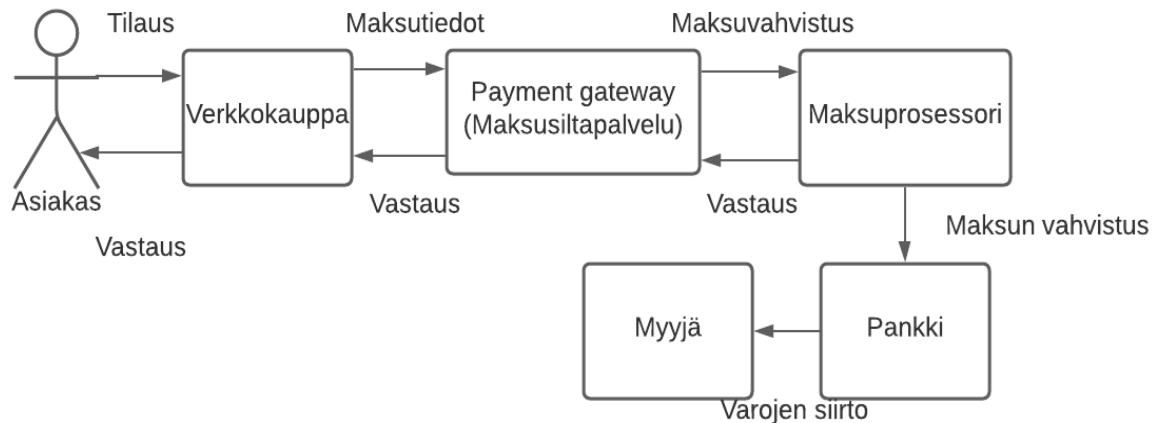 Tilaus
Maksutiedot
Maksuvahvistus
Verkkokauppa
Payment gateway
(Maksusiltapalvelu)
Maksuprosessori
Asiakas
Vastaus
Vastaus
Vastaus
Maksun vahvistus
Myyjä
Pankki
Varojen siirto